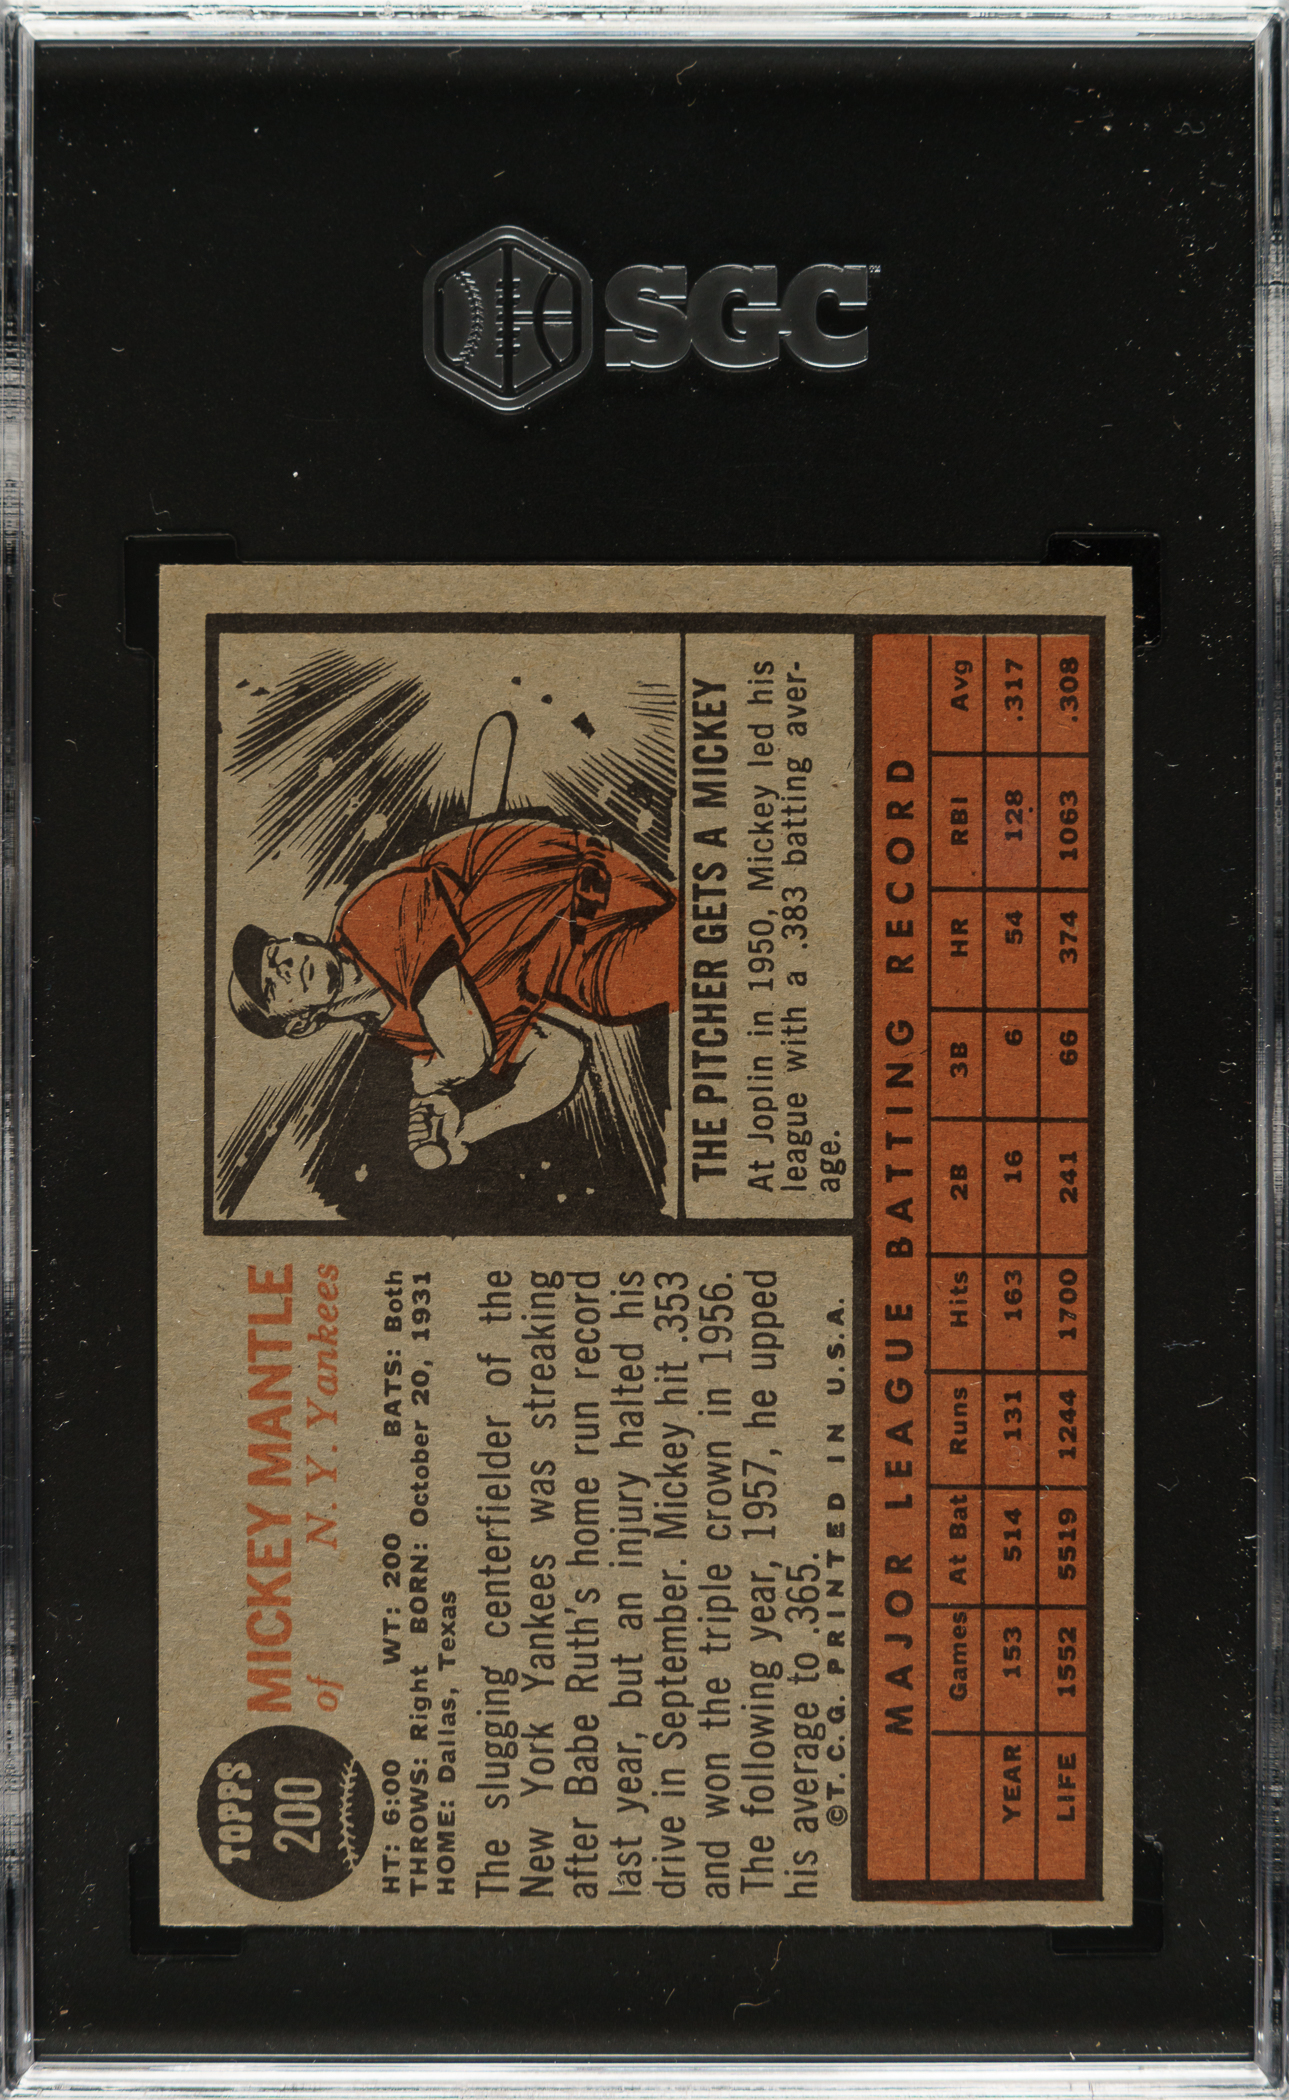 SGC
TM
TOPPS
200
MICKEY MANTLE
of N. Y. Yankees
HT: 6:00 WT: 200 BATS: Both
THROWS: Right BORN: October 20, 1931
HOME: Dallas, Texas
The slugging centerfielder of the
New York Yankees was streaking
after Babe Ruth's home run record
last year, but an injury halted his
drive in September. Mickey hit .353
and won the triple crown in 1956.
The following year, 1957, he upped
his average to .365.
©T. C. G. PRINTED IN U.S.A.
THE PITCHER GETS A MICKEY
At Joplin in 1950, Mickey led his
league with a .383 batting aver-
age.
MAJOR LEAGUE BATTING RECORD
Games At Bat Runs Hits 2B 3B HR RBI Avg
YEAR 153 514 131 163 16 6 54 128 .317
LIFE 1552 5519 1244 1700 241 66 374 1063 .308